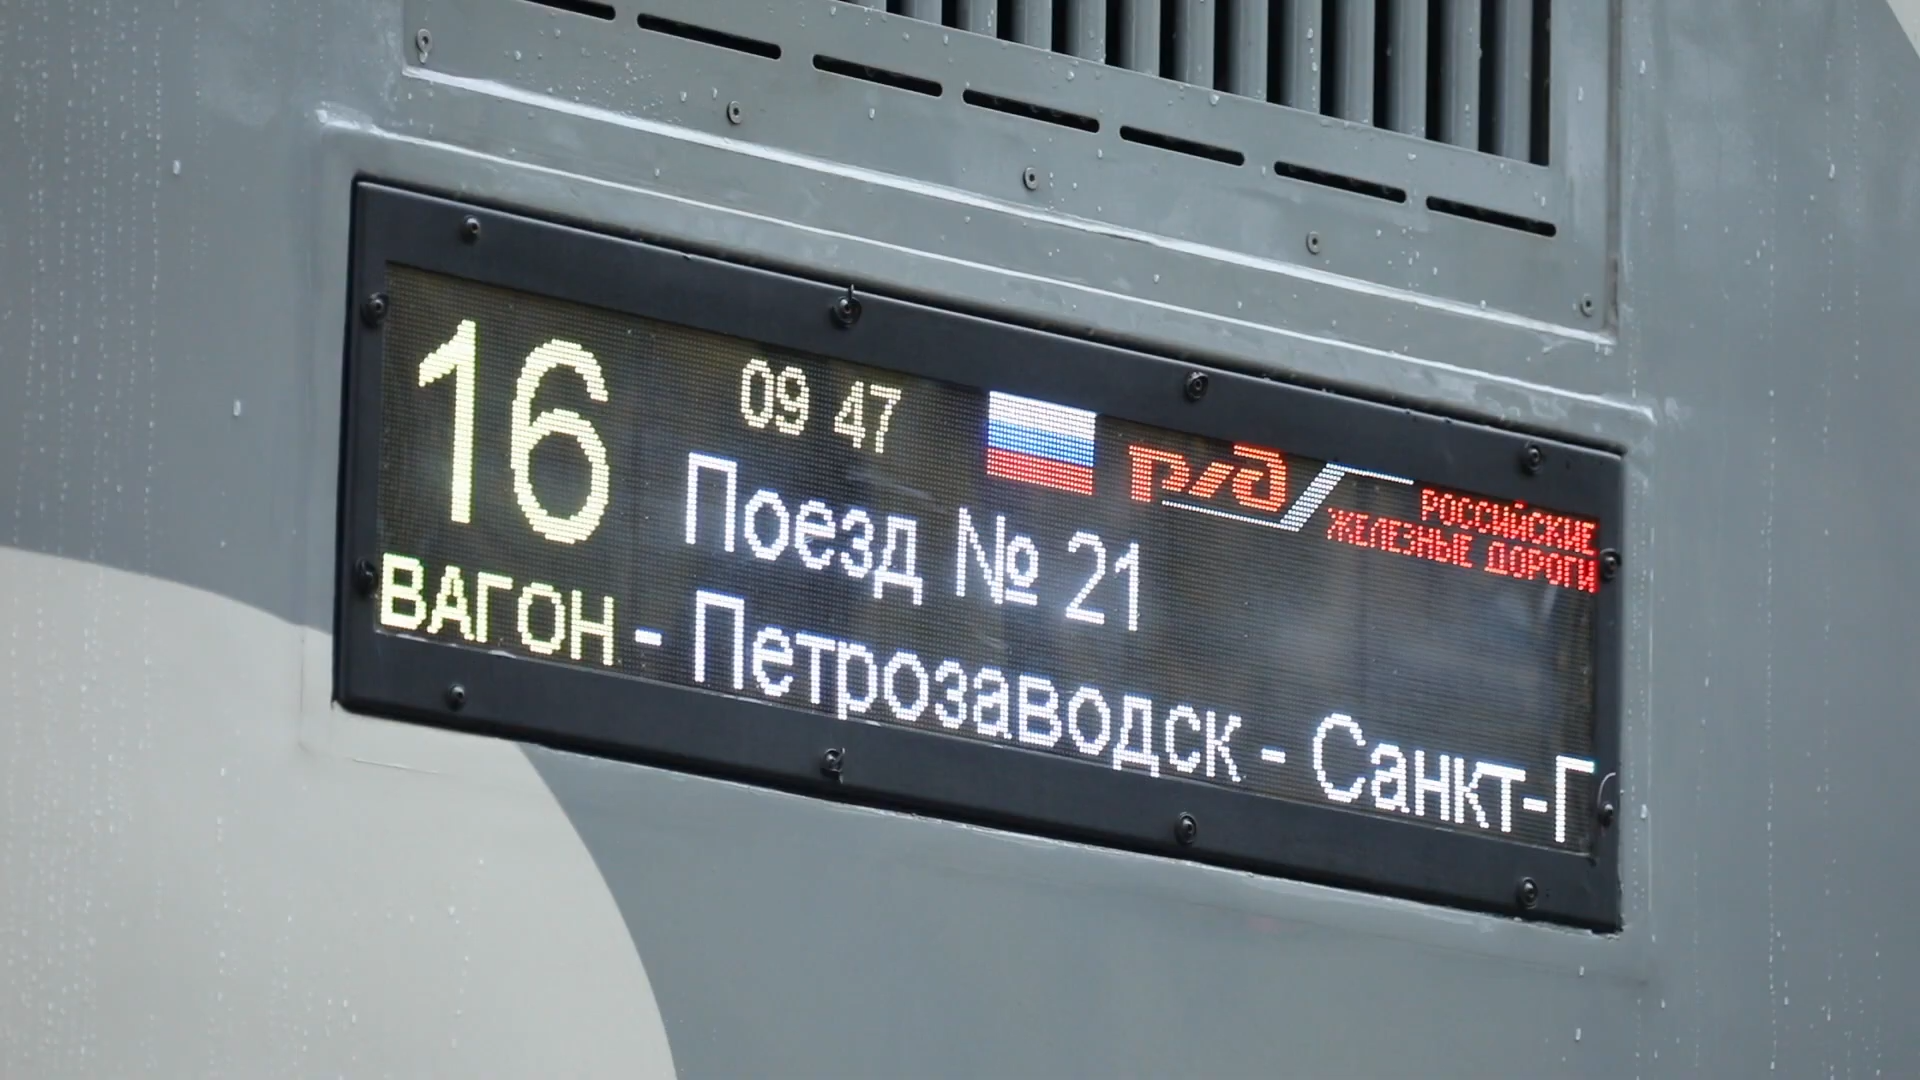 16
ВАГОН
09 47
Поезд № 21
- Петрозаводск - Санкт-
РЖД
РОССИЙСКИЕ
ЖЕЛЕЗНЫЕ ДОРОГИ